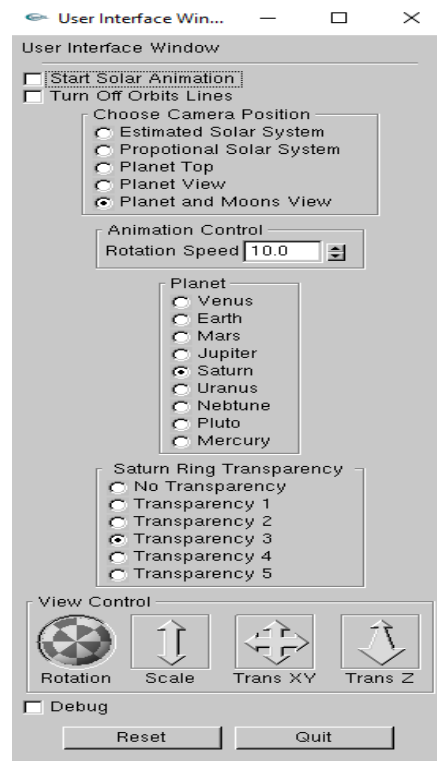 User Interface Win...
User Interface Window
Start Solar Animation
Turn Off Orbits Lines
Choose Camera Position
Estimated Solar System
Propotional Solar System
Planet Top
Planet View
Planet and Moons View
Animation Control
Rotation Speed 10.0
Planet
Venus
Earth
Mars
Jupiter
Saturn
Uranus
Nebtune
Pluto
Mercury
Saturn Ring Transparency
No Transparency
Transparency 1
Transparency 2
Transparency 3
Transparency 4
Transparency 5
View Control
Rotation Scale Trans XY Trans Z
Debug
Reset Quit